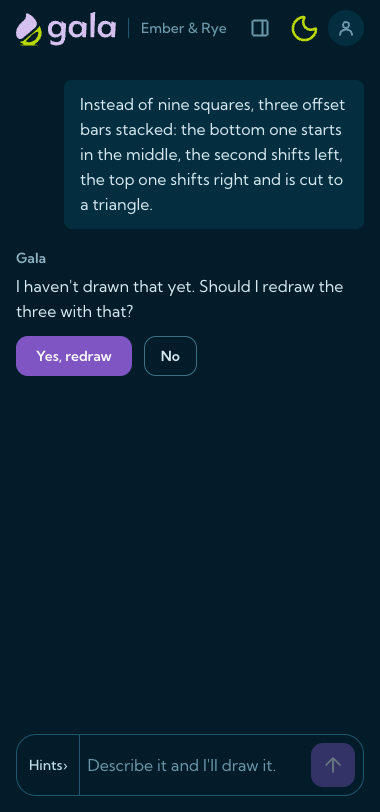 gala
Ember & Rye
Instead of nine squares, three offset
bars stacked: the bottom one starts
in the middle, the second shifts left,
the top one shifts right and is cut to
a triangle.
Gala
I haven't drawn that yet. Should I redraw the
three with that?
Yes, redraw
No
Hints›
Describe it and I'll draw it.